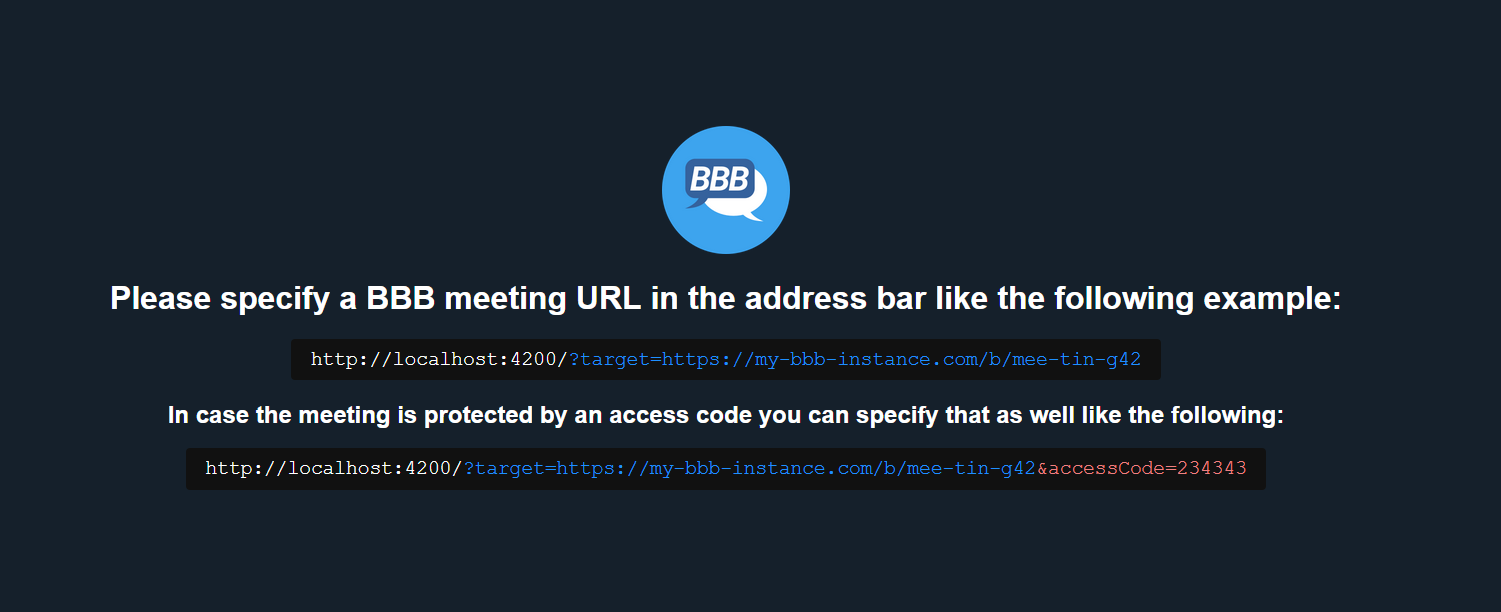 BBB
Please specify a BBB meeting URL in the address bar like the following example:
http://localhost:4200/?target=https://my-bbb-instance.com/b/mee-tin-g42
In case the meeting is protected by an access code you can specify that as well like the following:
http://localhost:4200/?target=https://my-bbb-instance.com/b/mee-tin-g42&accessCode=234343